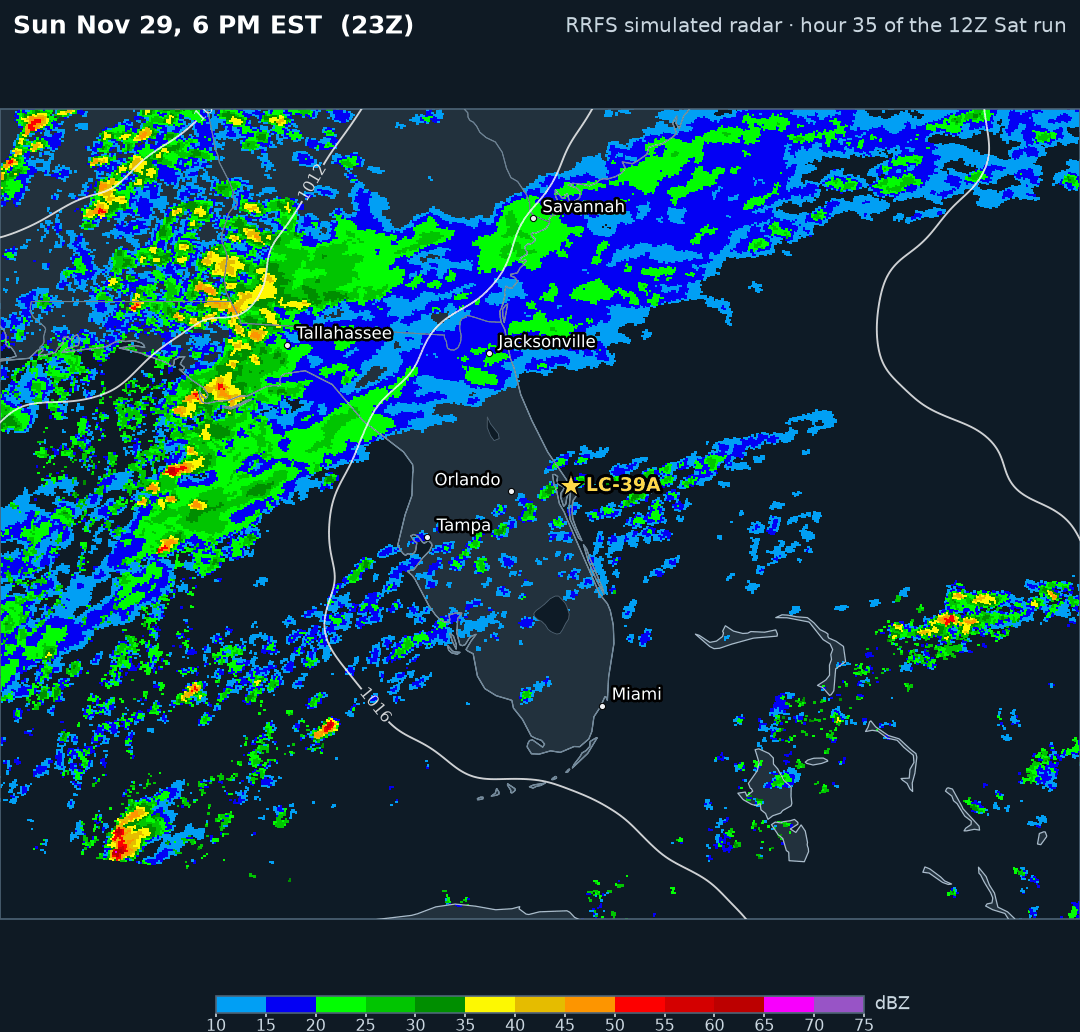 Sun Nov 29, 6 PM EST (23Z)
RRFS simulated radar · hour 35 of the 12Z Sat run
1012
Savannah
Tallahassee
Jacksonville
Orlando
LC-39A
Tampa
Miami
1016
10 15 20 25 30 35 40 45 50 55 60 65 70 75
dBZ